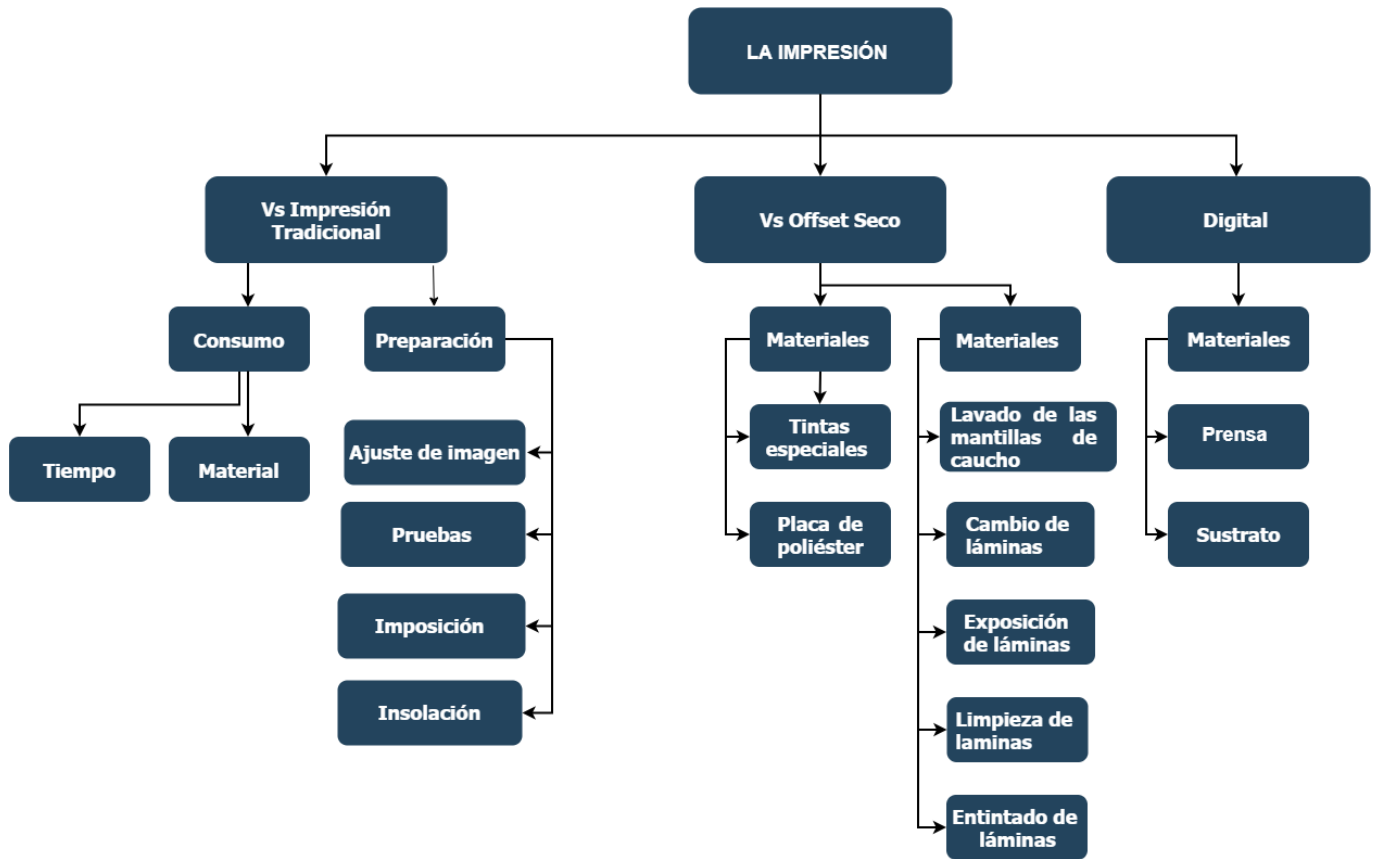 LA IMPRESIÓN
Vs Impresión
Tradicional
Vs Offset Seco
Digital
Consumo
Preparación
Materiales
Materiales
Materiales
Tiempo
Material
Ajuste de imagen
Pruebas
Imposición
Insolación
Tintas
especiales
Placa de
poliéster
Lavado de las
mantillas de
caucho
Cambio de
láminas
Exposición
de láminas
Limpieza de
laminas
Entintado de
láminas
Prensa
Sustrato